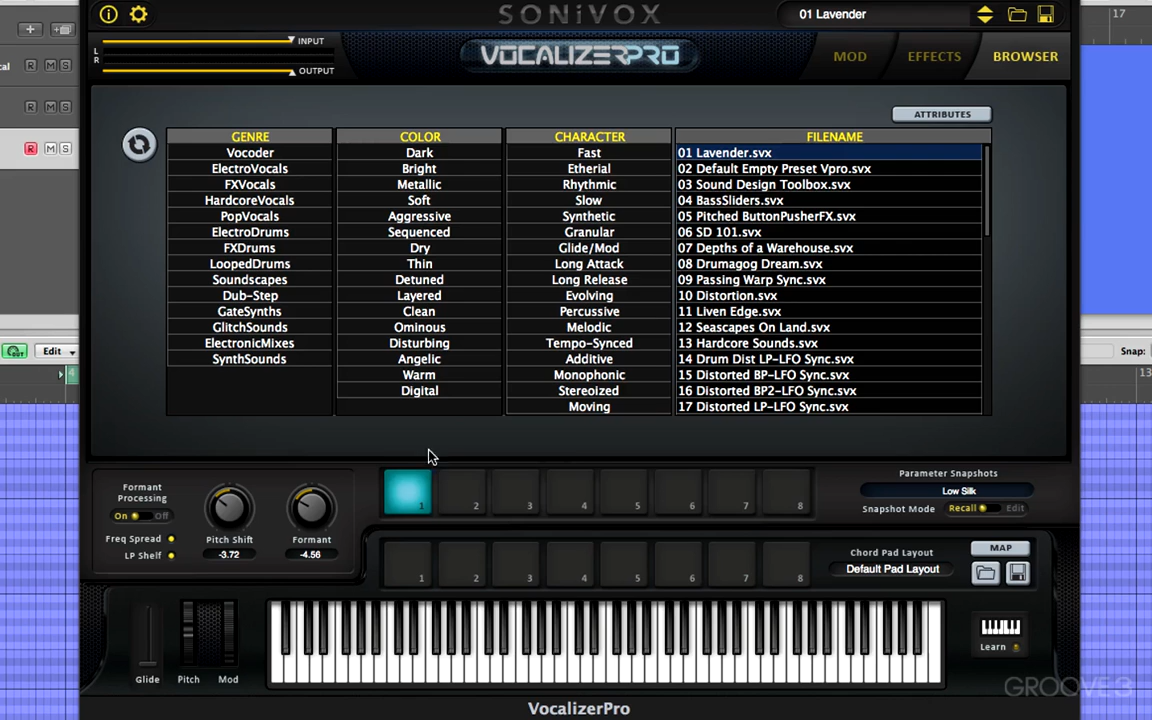 SONiVOX
01 Lavender
17
INPUT
L
R
OUTPUT
VOCALIZERPRO
MOD
EFFECTS
BROWSER
cal
R M S
R M S
R M S
ATTRIBUTES
GENRE
Vocoder
ElectroVocals
FXVocals
HardcoreVocals
PopVocals
ElectroDrums
FXDrums
LoopedDrums
Soundscapes
Dub-Step
GateSynths
GlitchSounds
ElectronicMixes
SynthSounds
COLOR
Dark
Bright
Metallic
Soft
Aggressive
Sequenced
Dry
Thin
Detuned
Layered
Clean
Ominous
Disturbing
Angelic
Warm
Digital
CHARACTER
Fast
Etherial
Rhythmic
Slow
Synthetic
Granular
Glide/Mod
Long Attack
Long Release
Evolving
Percussive
Melodic
Tempo-Synced
Additive
Monophonic
Stereoized
Moving
FILENAME
01 Lavender.svx
02 Default Empty Preset Vpro.svx
03 Sound Design Toolbox.svx
04 BassSliders.svx
05 Pitched ButtonPusherFX.svx
06 SD 101.svx
07 Depths of a Warehouse.svx
08 Drumagog Dream.svx
09 Passing Warp Sync.svx
10 Distortion.svx
11 Liven Edge.svx
12 Seascapes On Land.svx
13 Hardcore Sounds.svx
14 Drum Dist LP-LFO Sync.svx
15 Distorted BP-LFO Sync.svx
16 Distorted BP2-LFO Sync.svx
17 Distorted LP-LFO Sync.svx
Edit
Snap:
4
13
Formant
Processing
On Off
Freq Spread
LP Shelf
Pitch Shift
-3.72
Formant
-4.56
1 2 3 4 5 6 7 8
Parameter Snapshots
Low Silk
Snapshot Mode Recall Edit
1 2 3 4 5 6 7 8
Chord Pad Layout
Default Pad Layout
MAP
Glide
Pitch
Mod
Learn
GROOVE3
VocalizerPro